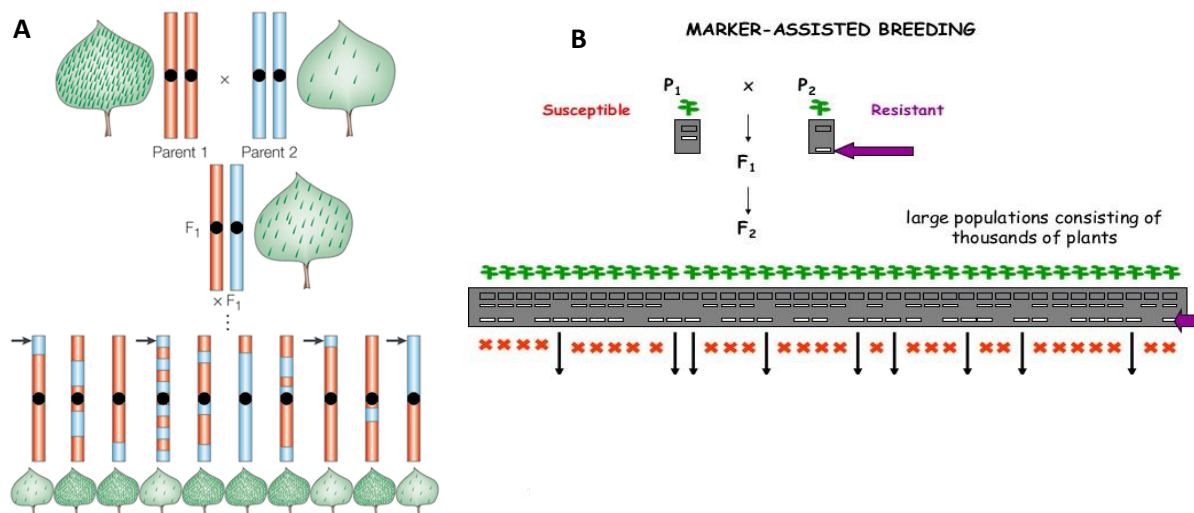 A
Parent 1
×
Parent 2
F1
× F1
B
MARKER-ASSISTED BREEDING
P1
x
P2
Susceptible
Resistant
F1
F2
large populations consisting of
thousands of plants